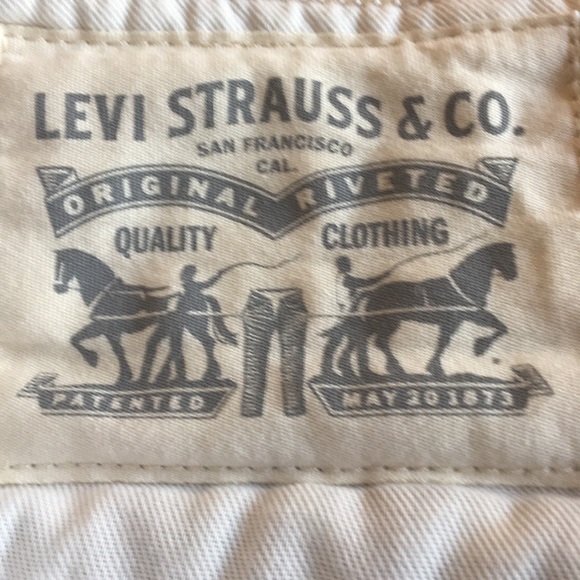 LEVI STRAUSS & CO.
SAN FRANCISCO
CAL.
ORIGINAL RIVETED
QUALITY CLOTHING
PATENTED MAY 20 1873